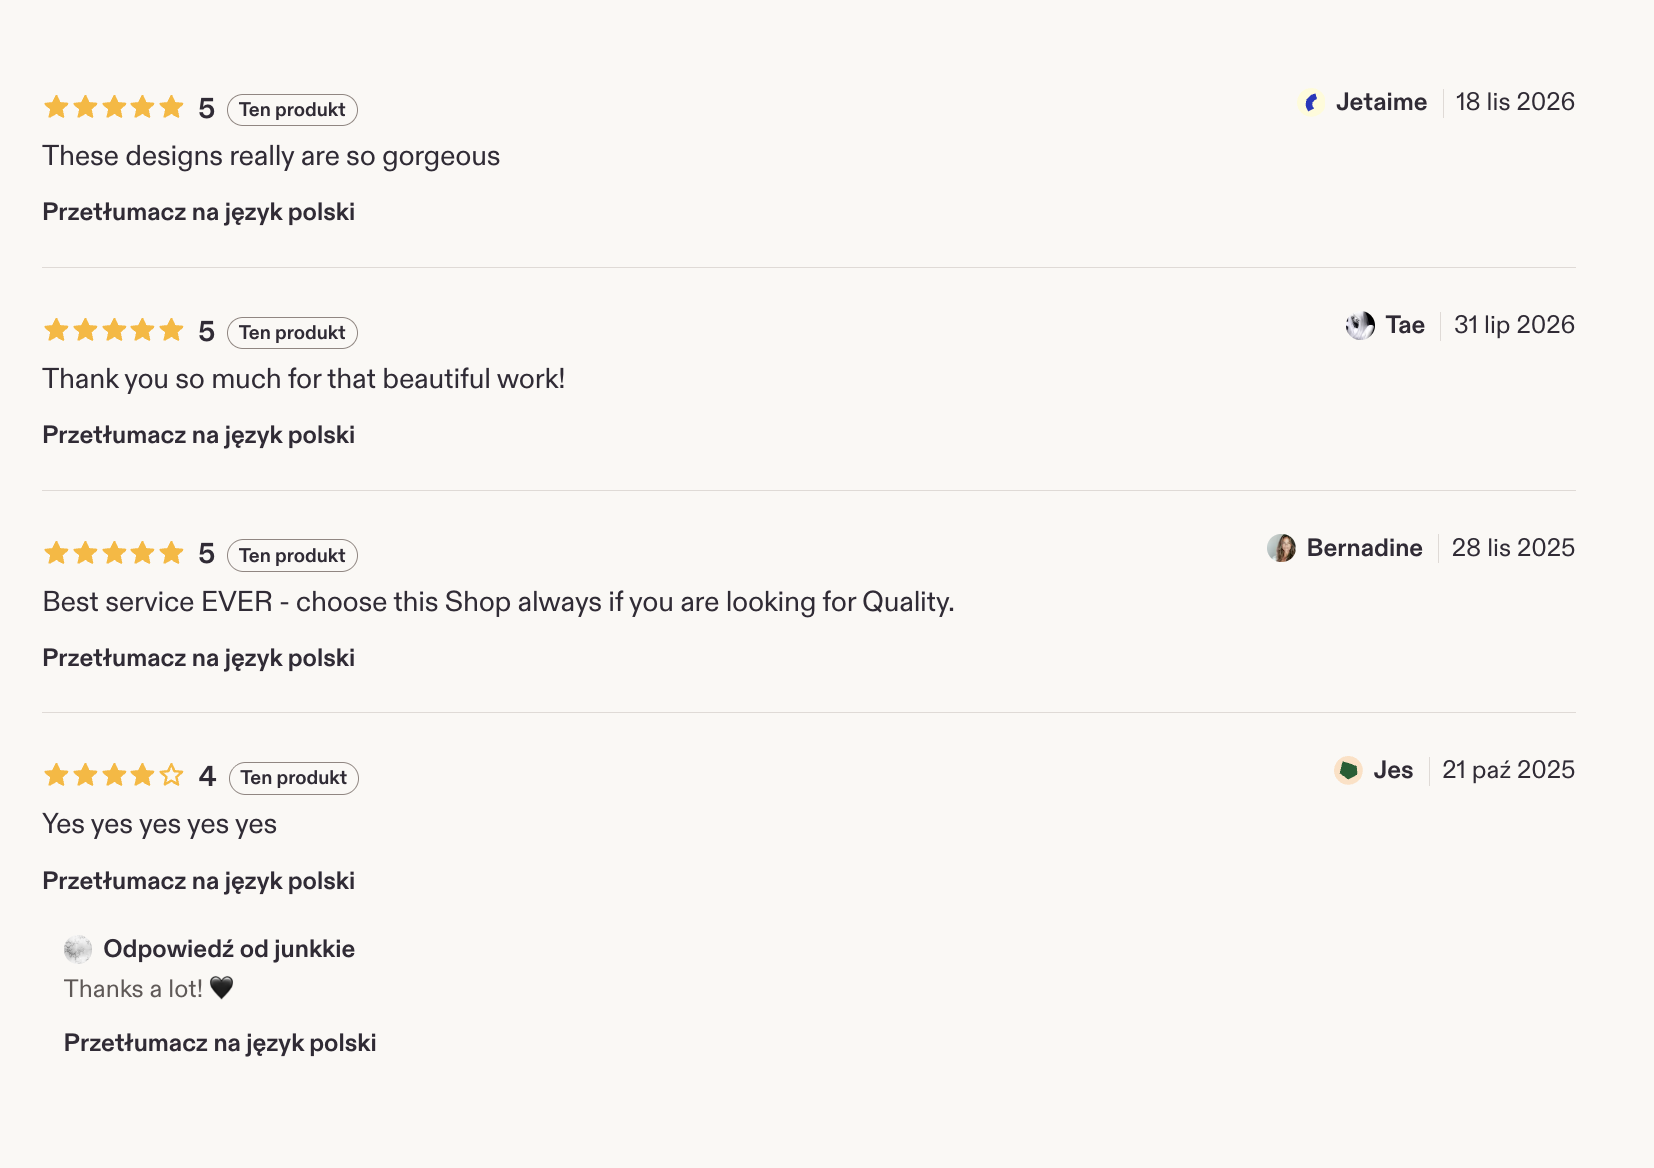 5 Ten produkt Jetaime 18 lis 2026
These designs really are so gorgeous
Przetłumacz na język polski
5 Ten produkt Tae 31 lip 2026
Thank you so much for that beautiful work!
Przetłumacz na język polski
5 Ten produkt Bernadine 28 lis 2025
Best service EVER - choose this Shop always if you are looking for Quality.
Przetłumacz na język polski
4 Ten produkt Jes 21 paź 2025
Yes yes yes yes yes
Przetłumacz na język polski
Odpowiedź od junkkie
Thanks a lot! 🖤
Przetłumacz na język polski